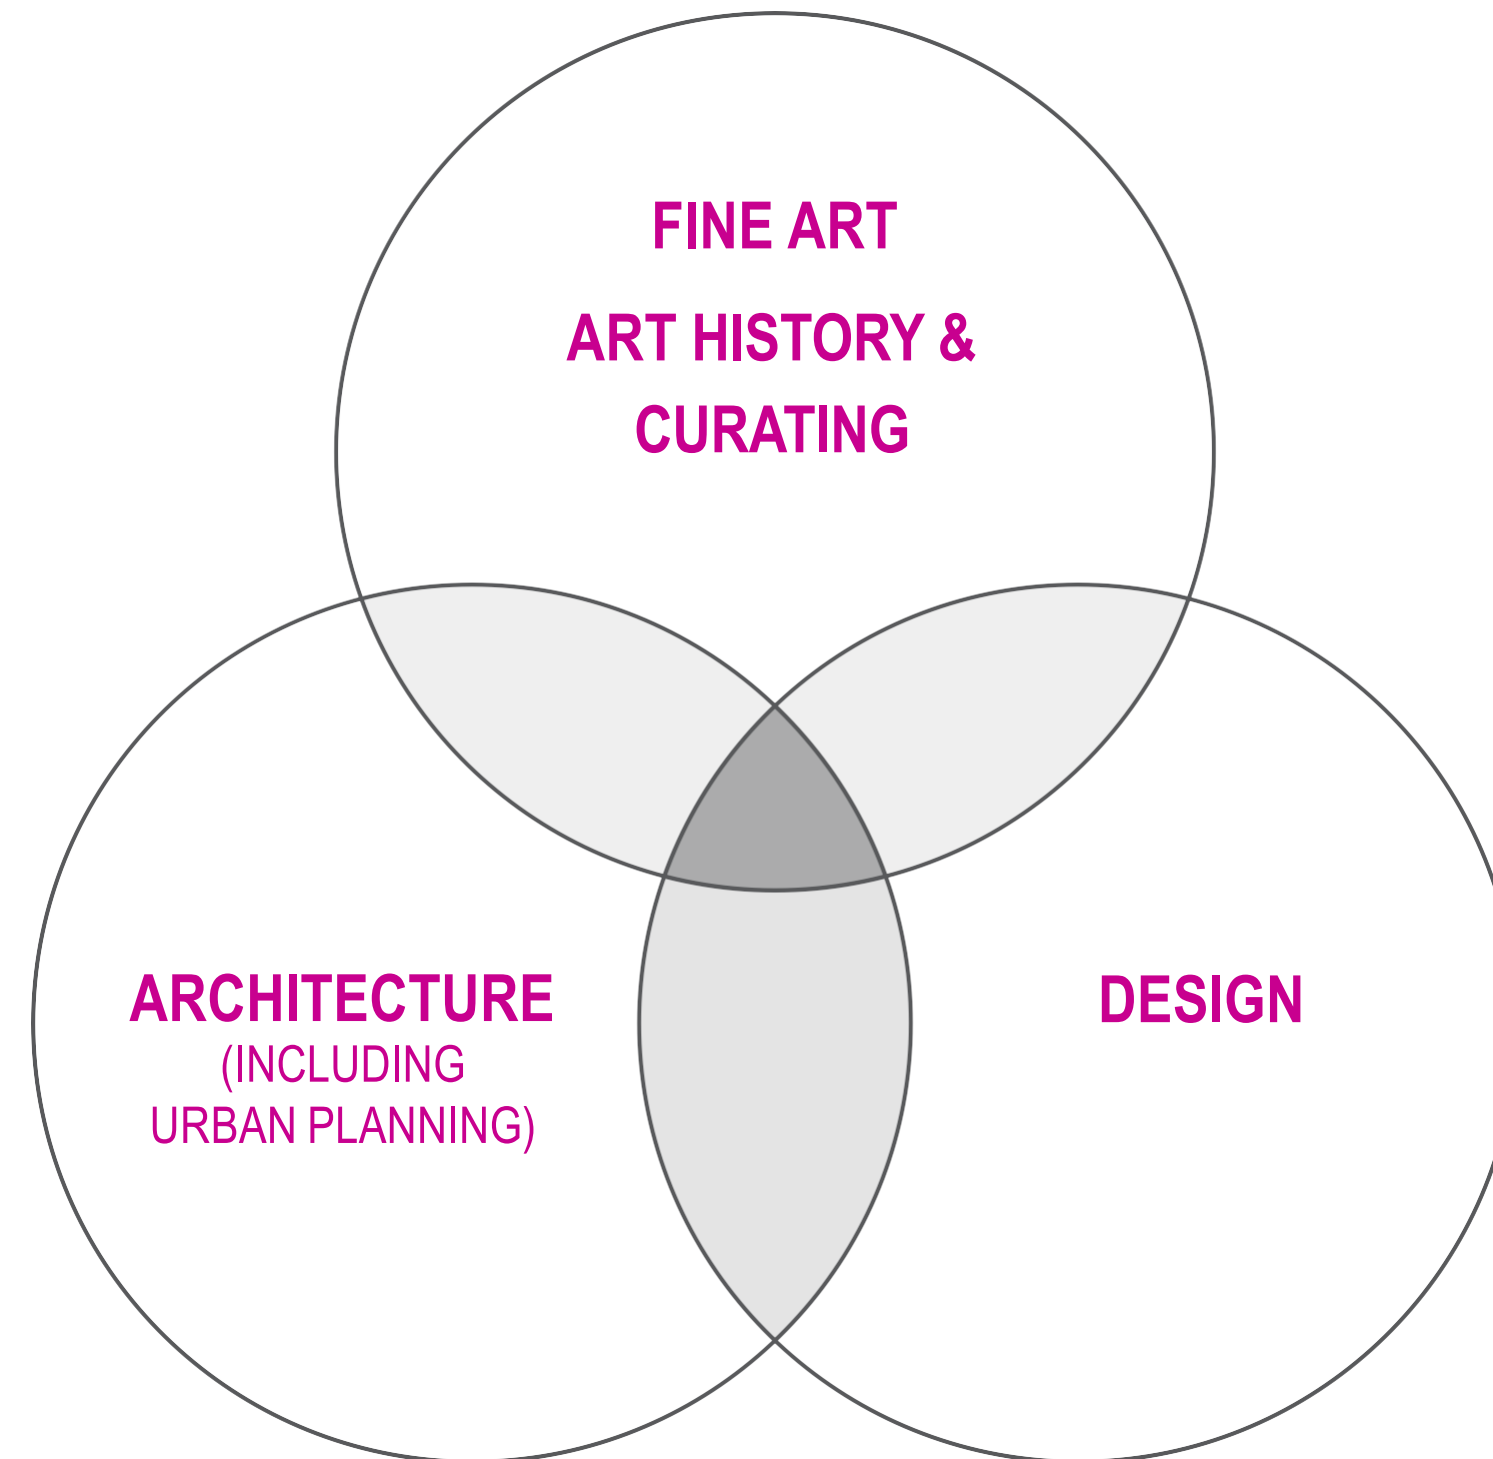 FINE ART
ART HISTORY &
CURATING
ARCHITECTURE
(INCLUDING
URBAN PLANNING)
DESIGN